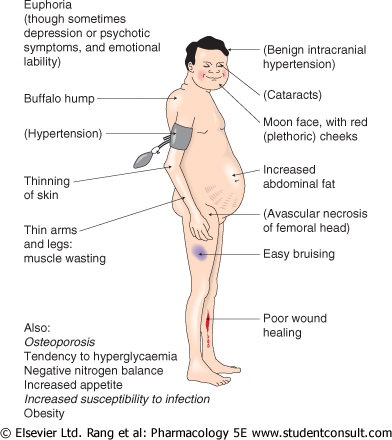 Euphoria
(though sometimes
depression or psychotic
symptoms, and emotional
lability)
Buffalo hump
(Hypertension)
Thinning
of skin
Thin arms
and legs:
muscle wasting
(Benign intracranial
hypertension)
(Cataracts)
Moon face, with red
(plethoric) cheeks
Increased
abdominal fat
(Avascular necrosis
of femoral head)
Easy bruising
Poor wound
healing
Also:
Osteoporosis
Tendency to hyperglycaemia
Negative nitrogen balance
Increased appetite
Increased susceptibility to infection
Obesity
© Elsevier Ltd. Rang et al: Pharmacology 5E www.studentconsult.com